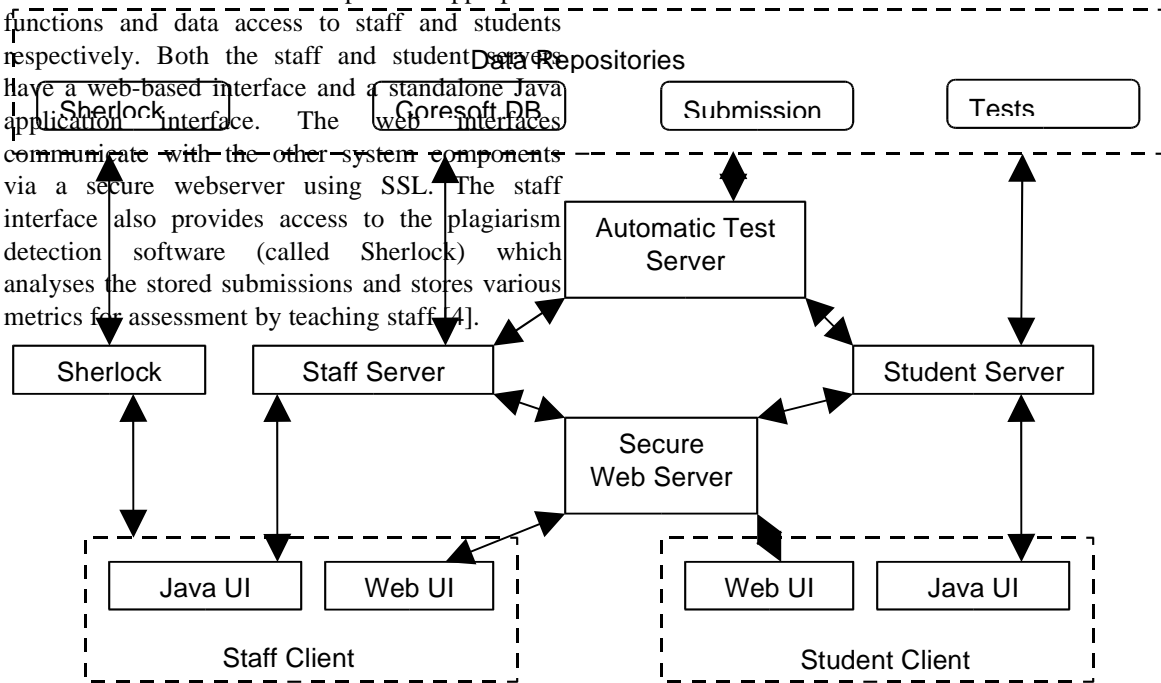 functions and data access to staff and students
respectively. Both the staff and student servers
have a web-based interface and a standalone Java
application interface. The web interfaces
communicate with the other system components
via a secure webserver using SSL. The staff
interface also provides access to the plagiarism
detection software (called Sherlock) which
analyses the stored submissions and stores various
metrics for assessment by teaching staff [4].
Data Repositories
Sherlock
Coresoft DB
Submission
Tests
Automatic Test
Server
Sherlock
Staff Server
Student Server
Secure
Web Server
Java UI
Web UI
Web UI
Java UI
Staff Client
Student Client